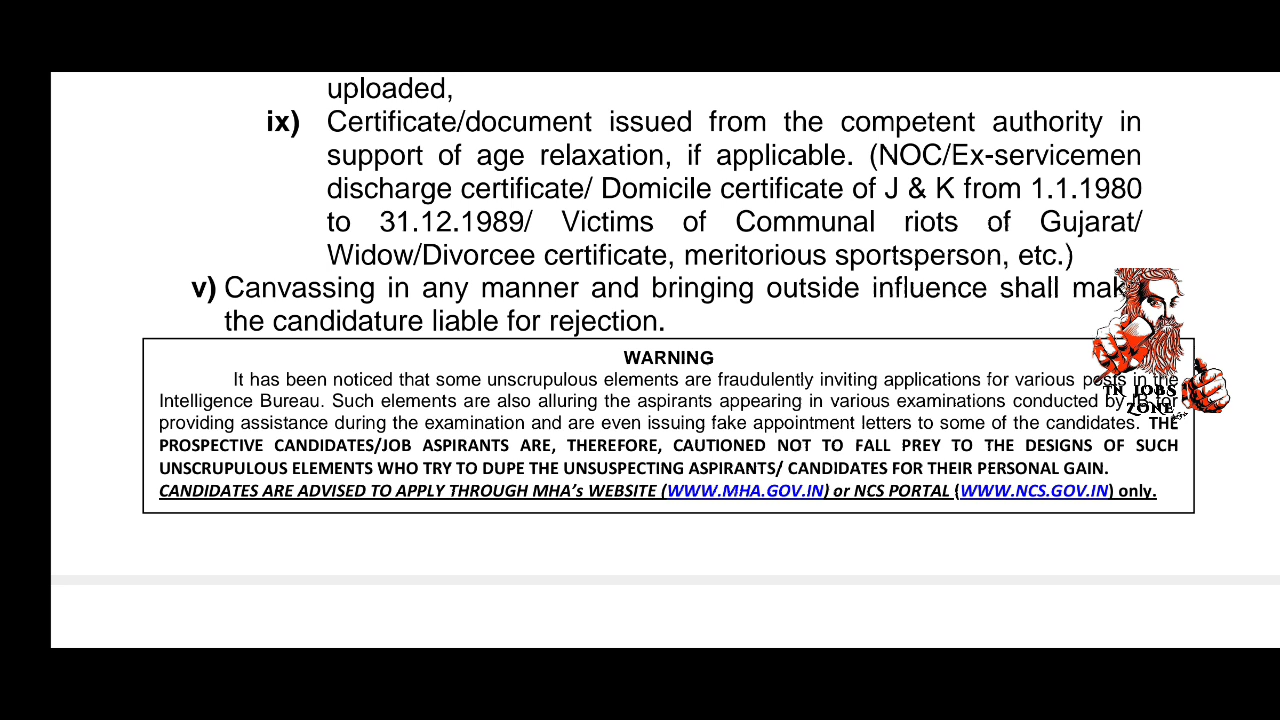 uploaded,
ix) Certificate/document issued from the competent authority in
support of age relaxation, if applicable. (NOC/Ex-servicemen
discharge certificate/ Domicile certificate of J & K from 1.1.1980
to 31.12.1989/ Victims of Communal riots of Gujarat/
Widow/Divorcee certificate, meritorious sportsperson, etc.)
v) Canvassing in any manner and bringing outside influence shall mak
the candidature liable for rejection.
WARNING
It has been noticed that some unscrupulous elements are fraudulently inviting applications for various posts in the
Intelligence Bureau. Such elements are also alluring the aspirants appearing in various examinations conducted by IB for
providing assistance during the examination and are even issuing fake appointment letters to some of the candidates. THE
PROSPECTIVE CANDIDATES/JOB ASPIRANTS ARE, THEREFORE, CAUTIONED NOT TO FALL PREY TO THE DESIGNS OF SUCH
UNSCRUPULOUS ELEMENTS WHO TRY TO DUPE THE UNSUSPECTING ASPIRANTS/ CANDIDATES FOR THEIR PERSONAL GAIN.
CANDIDATES ARE ADVISED TO APPLY THROUGH MHA's WEBSITE (WWW.MHA.GOV.IN) or NCS PORTAL (WWW.NCS.GOV.IN) only.
TN JOBS
ZONE